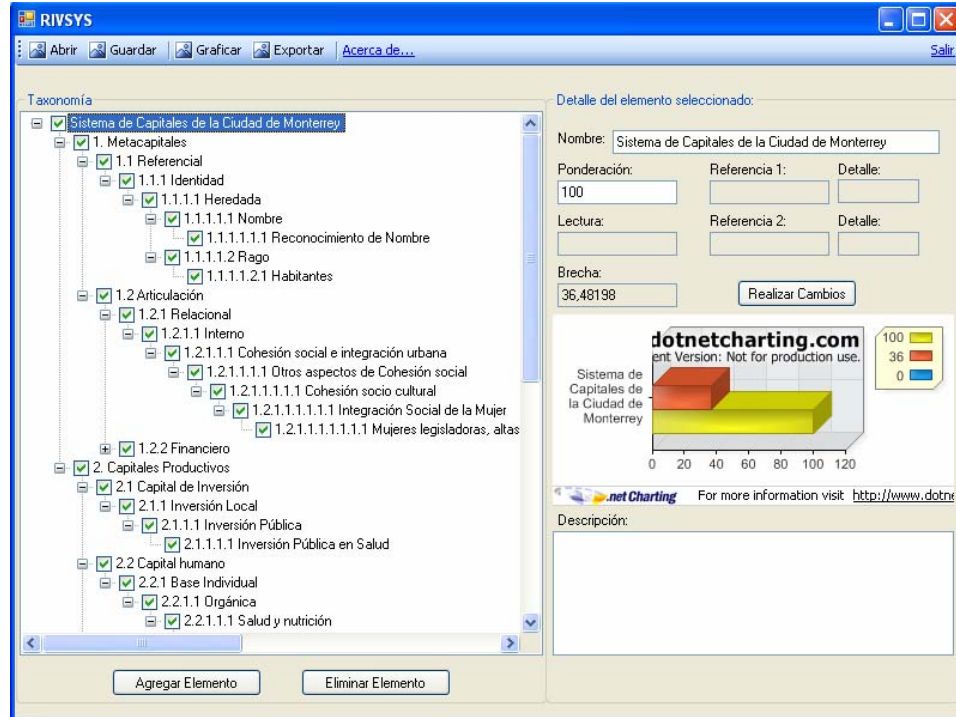 RIVSYS
Abrir Guardar Graficar Exportar Acerca de... Salir
Taxonomía
Sistema de Capitales de la Ciudad de Monterrey
1. Metacapitales
1.1 Referencial
1.1.1 Identidad
1.1.1.1 Heredada
1.1.1.1.1 Nombre
1.1.1.1.1.1 Reconocimiento de Nombre
1.1.1.1.2 Rago
1.1.1.1.2.1 Habitantes
1.2 Articulación
1.2.1 Relacional
1.2.1.1 Interno
1.2.1.1.1 Cohesión social e integración urbana
1.2.1.1.1.1 Otros aspectos de Cohesión social
1.2.1.1.1.1.1 Cohesión socio cultural
1.2.1.1.1.1.1.1 Integración Social de la Mujer
1.2.1.1.1.1.1.1.1 Mujeres legisladoras, altas
1.2.2 Financiero
2. Capitales Productivos
2.1 Capital de Inversión
2.1.1 Inversión Local
2.1.1.1 Inversión Pública
2.1.1.1.1 Inversión Pública en Salud
2.2 Capital humano
2.2.1 Base Individual
2.2.1.1 Orgánica
2.2.1.1.1 Salud y nutrición
Agregar Elemento Eliminar Elemento
Detalle del elemento seleccionado:
Nombre: Sistema de Capitales de la Ciudad de Monterrey
Ponderación: Referencia 1: Detalle:
100
Lectura: Referencia 2: Detalle:
Brecha:
36,48198 Realizar Cambios
dotnetcharting.com
ent Version: Not for production use.
100
36
0
Sistema de
Capitales de
la Ciudad de
Monterrey
0 20 40 60 80 100 120
.net Charting For more information visit http://www.dotne
Descripción: